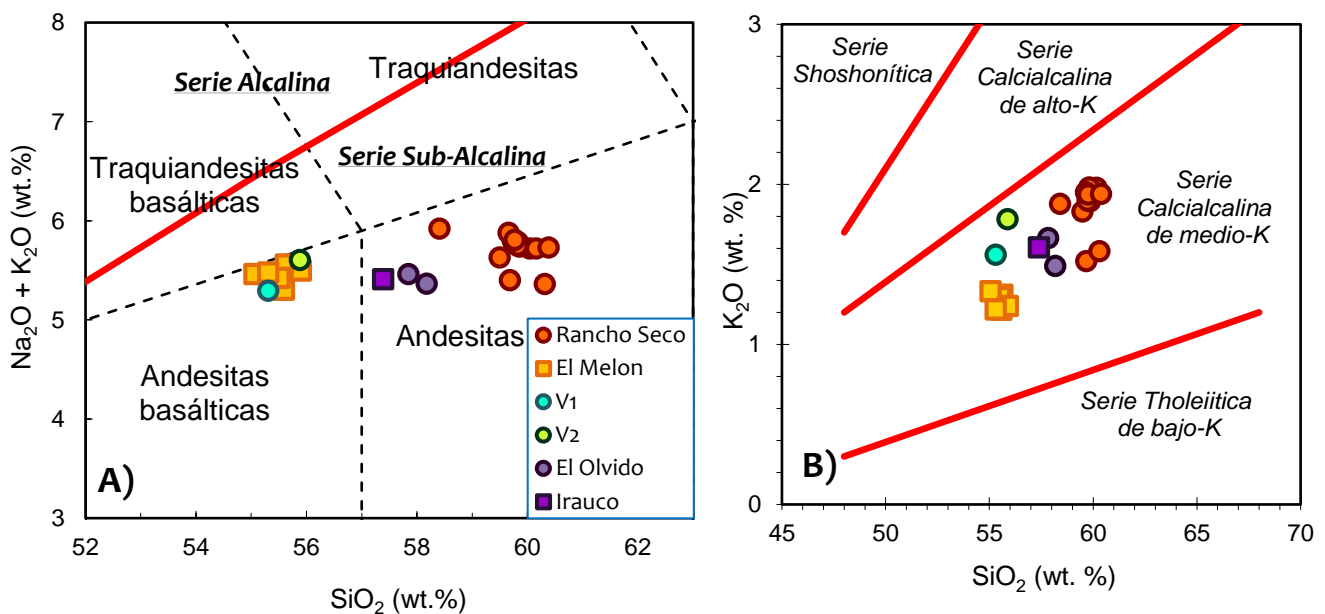 8
7
6
5
4
3
52
54
56
58
60
62
Na₂O + K₂O (wt.%)
SiO₂ (wt.%)
Serie Alcalina
Traquiandesitas
Serie Sub-Alcalina
Traquiandesitas
basálticas
Andesitas
Andesitas
basálticas
A)
Rancho Seco
El Melon
V1
V2
El Olvido
Irauco
3
2
1
0
45
50
55
60
65
70
K₂O (wt. %)
SiO₂ (wt. %)
Serie
Shoshonítica
Serie
Calcialcalina
de alto-K
Serie
Calcialcalina
de medio-K
Serie Tholeiitica
de bajo-K
B)